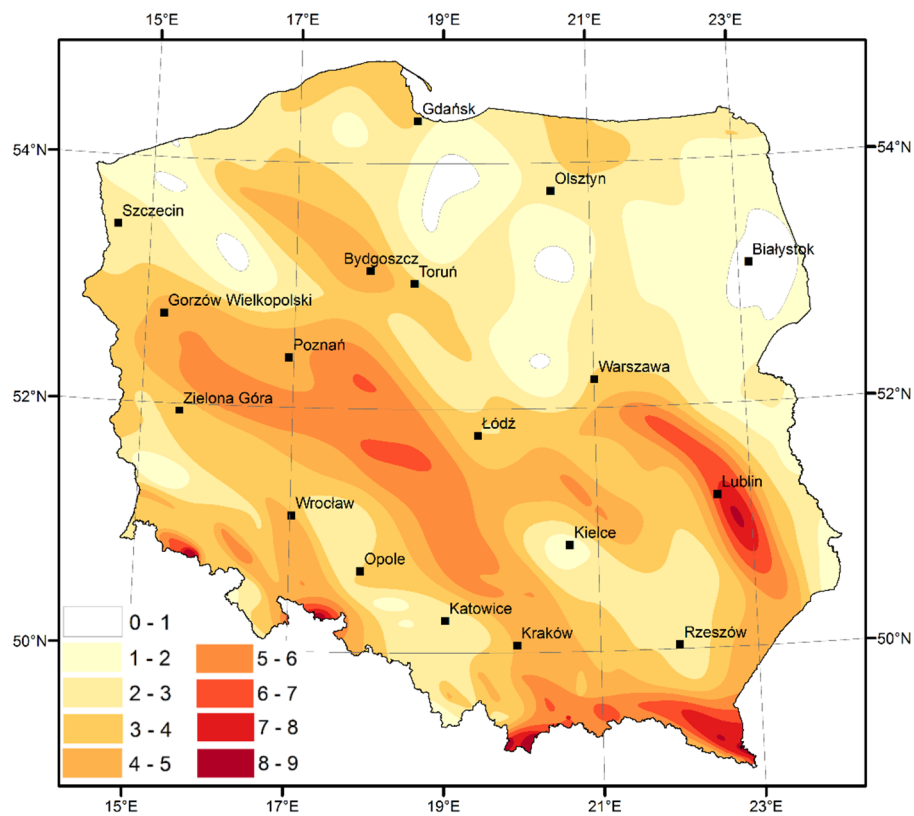 15°E 17°E 19°E 21°E 23°E
Gdańsk
54°N 54°N
Olsztyn
Szczecin
Białystok
Bydgoszcz
Toruń
Gorzów Wielkopolski
Poznań
Warszawa
52°N 52°N
Zielona Góra
Łódź
Lublin
Wrocław
Kielce
Opole
Katowice
0 - 1
Kraków
Rzeszów
50°N 50°N
1 - 2 5 - 6
2 - 3 6 - 7
3 - 4 7 - 8
4 - 5 8 - 9
15°E 17°E 19°E 21°E 23°E